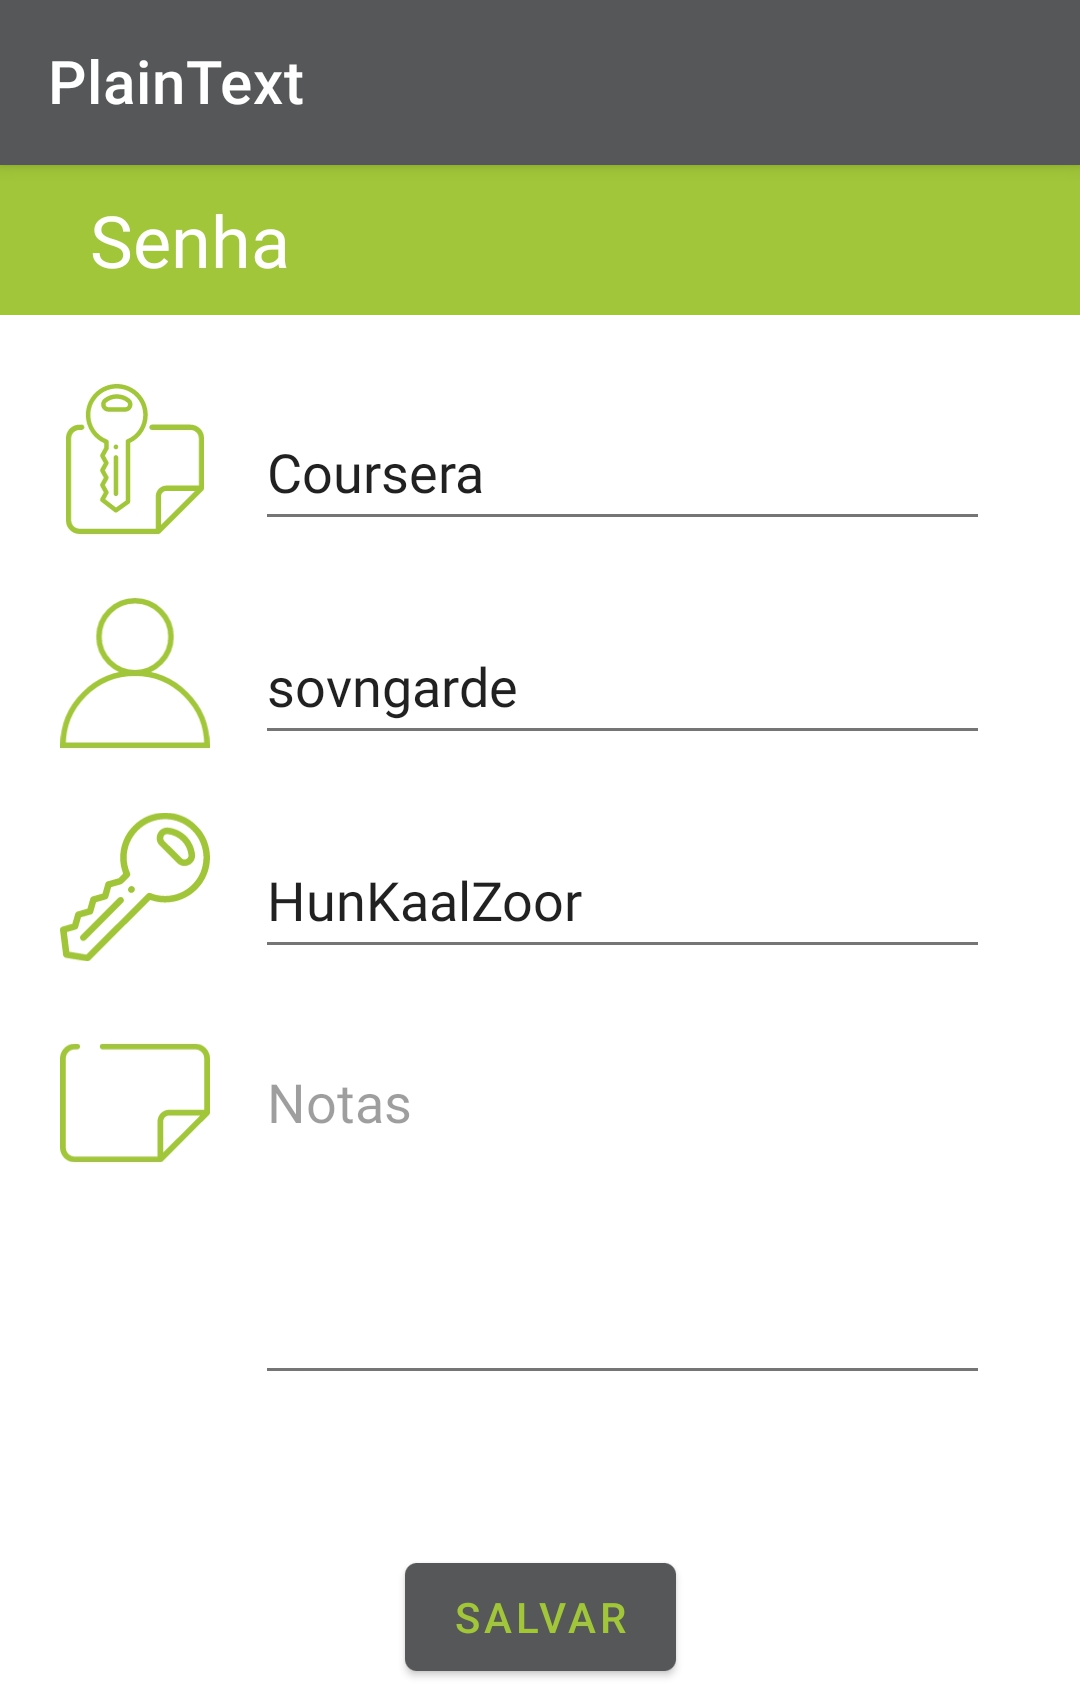 PlainText
Senha
Coursera
sovngarde
HunKaalZoor
Notas
SALVAR